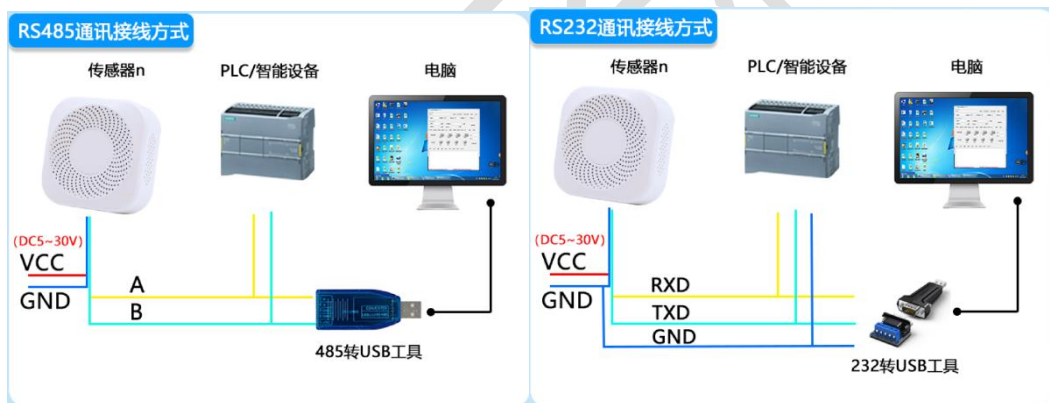 RS485通讯接线方式
传感器n
PLC/智能设备
电脑
(DC5~30V)
VCC
GND
A
B
485转USB工具
RS232通讯接线方式
传感器n
PLC/智能设备
电脑
(DC5~30V)
VCC
GND
RXD
TXD
GND
232转USB工具